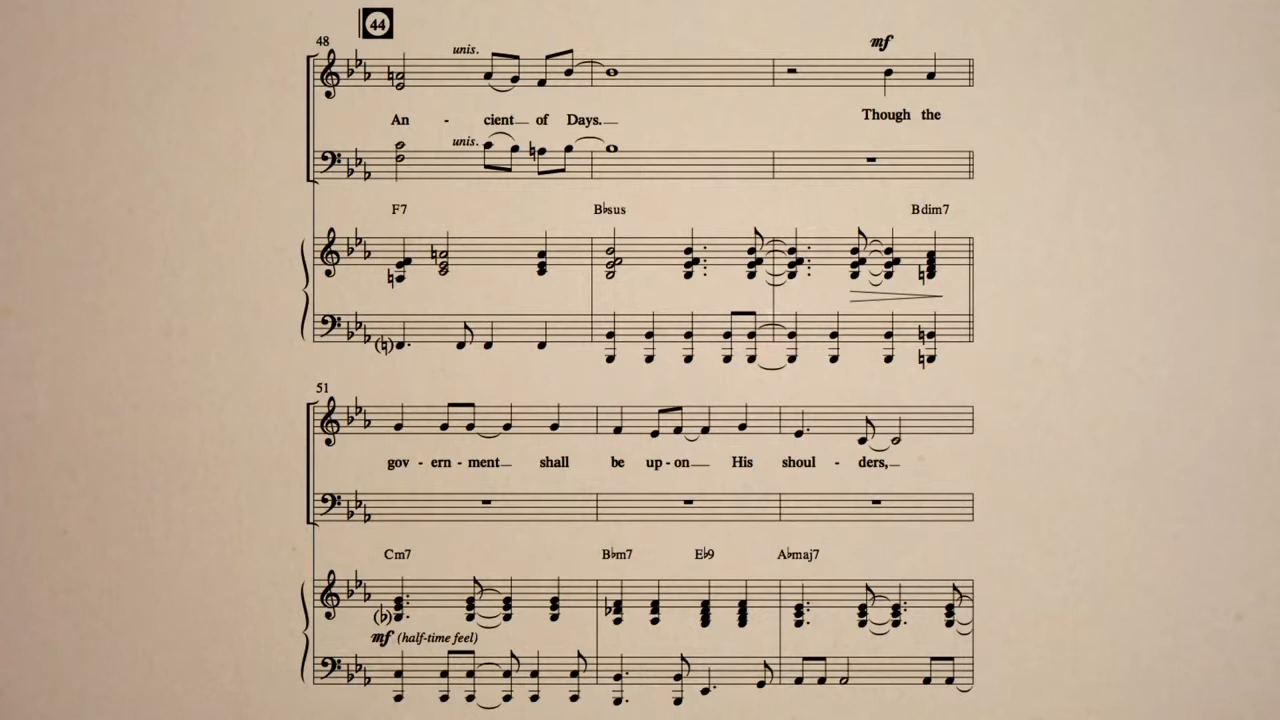 44
48 unis. mf
An - cient of Days. Though the
unis.
F7 B♭sus Bdim7
51
gov - ern - ment shall be up - on His shoul - ders,
Cm7 B♭m7 E♭9 A♭maj7
mf (half-time feel)